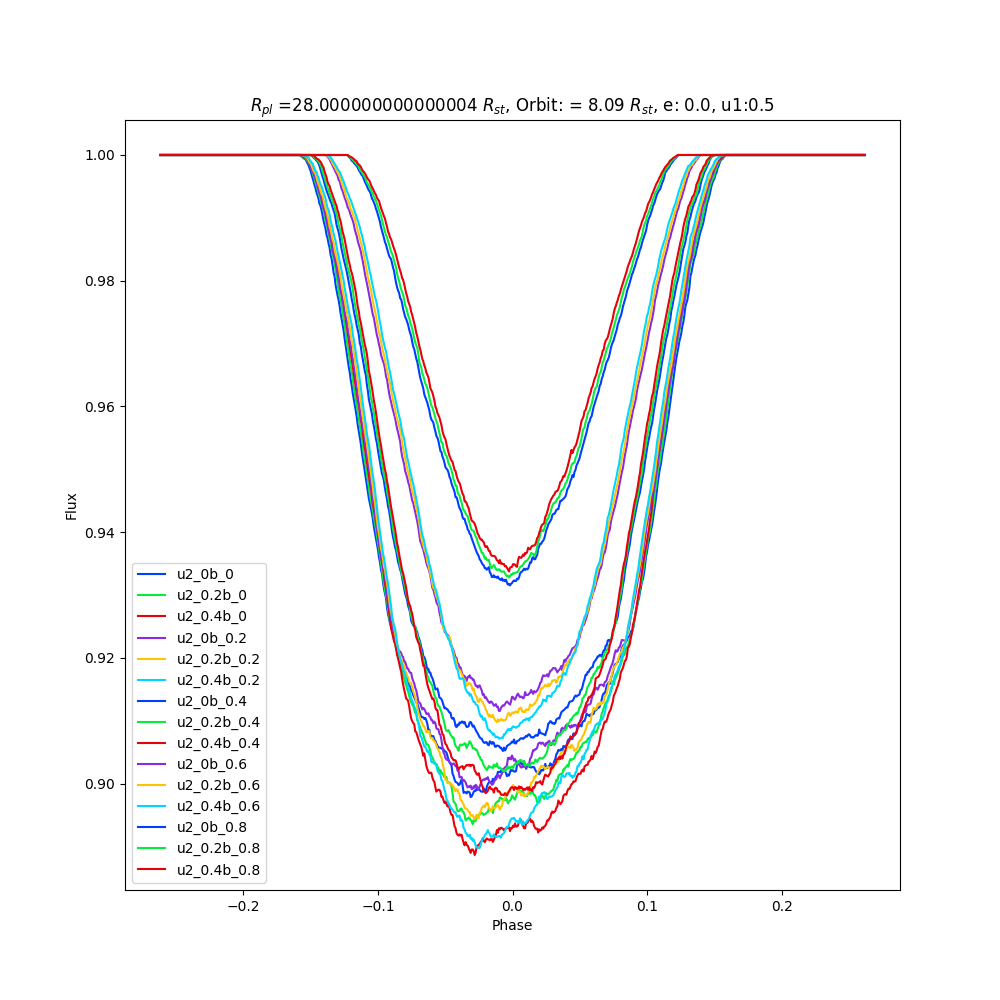 R_pl =28.000000000000004 R_st, Orbit: = 8.09 R_st, e: 0.0, u1:0.5
1.00
0.98
0.96
0.94
0.92
0.90
Flux
u2_0b_0
u2_0.2b_0
u2_0.4b_0
u2_0b_0.2
u2_0.2b_0.2
u2_0.4b_0.2
u2_0b_0.4
u2_0.2b_0.4
u2_0.4b_0.4
u2_0b_0.6
u2_0.2b_0.6
u2_0.4b_0.6
u2_0b_0.8
u2_0.2b_0.8
u2_0.4b_0.8
−0.2 −0.1 0.0 0.1 0.2
Phase